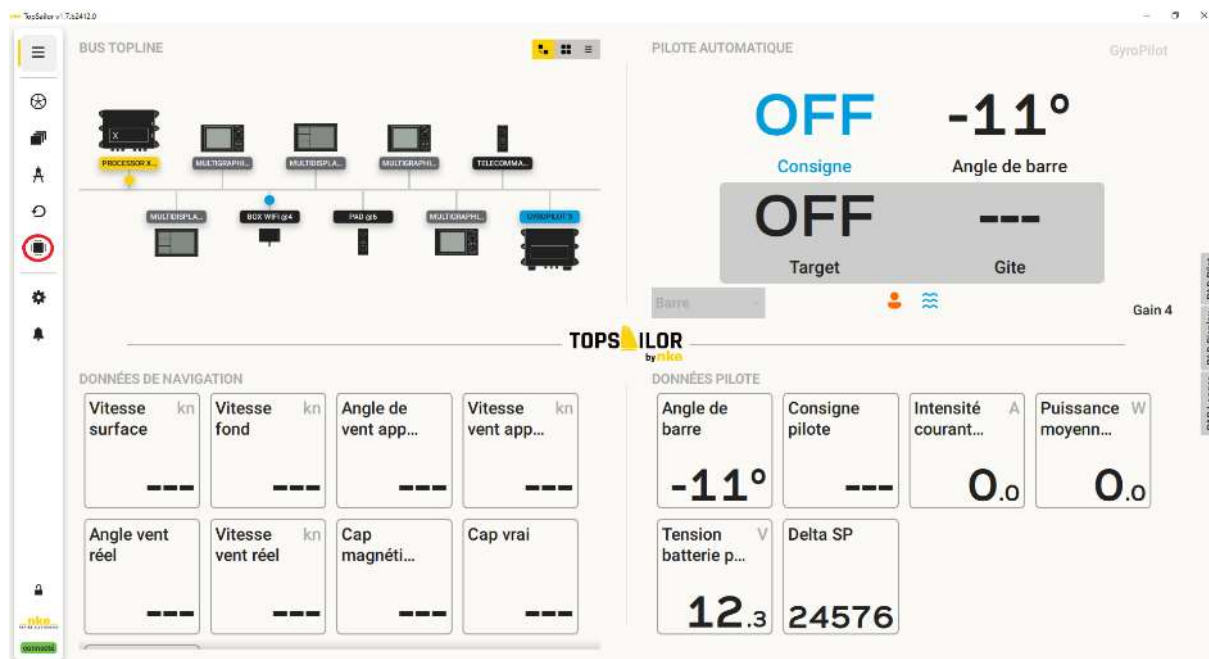 TopSailor v1.7.b2412.0
BUS TOPLINE
PROCESSOR X...
MULTIGRAPHI...
MULTIDISPLA...
MULTIGRAPHI...
TELECOMMA...
MULTIDISPLA...
BOX WIFI @4
PAD @6
MULTIGRAPHI...
GYROPILOT 3
PILOTE AUTOMATIQUE
GyroPilot
OFF
-11°
Consigne
Angle de barre
OFF
---
Target
Gite
Barre
Gain 4
TOPSAILOR
by nke
DONNÉES DE NAVIGATION
Vitesse kn
surface
---
Vitesse kn
fond
---
Angle de
vent app...
---
Vitesse kn
vent app...
---
Angle vent
réel
---
Vitesse kn
vent réel
---
Cap
magnéti...
---
Cap vrai
---
DONNÉES PILOTE
Angle de
barre
-11°
Consigne
pilote
---
Intensité A
courant...
0.0
Puissance W
moyenn...
0.0
Tension V
batterie p...
12.3
Delta SP
24576
nke
connecté